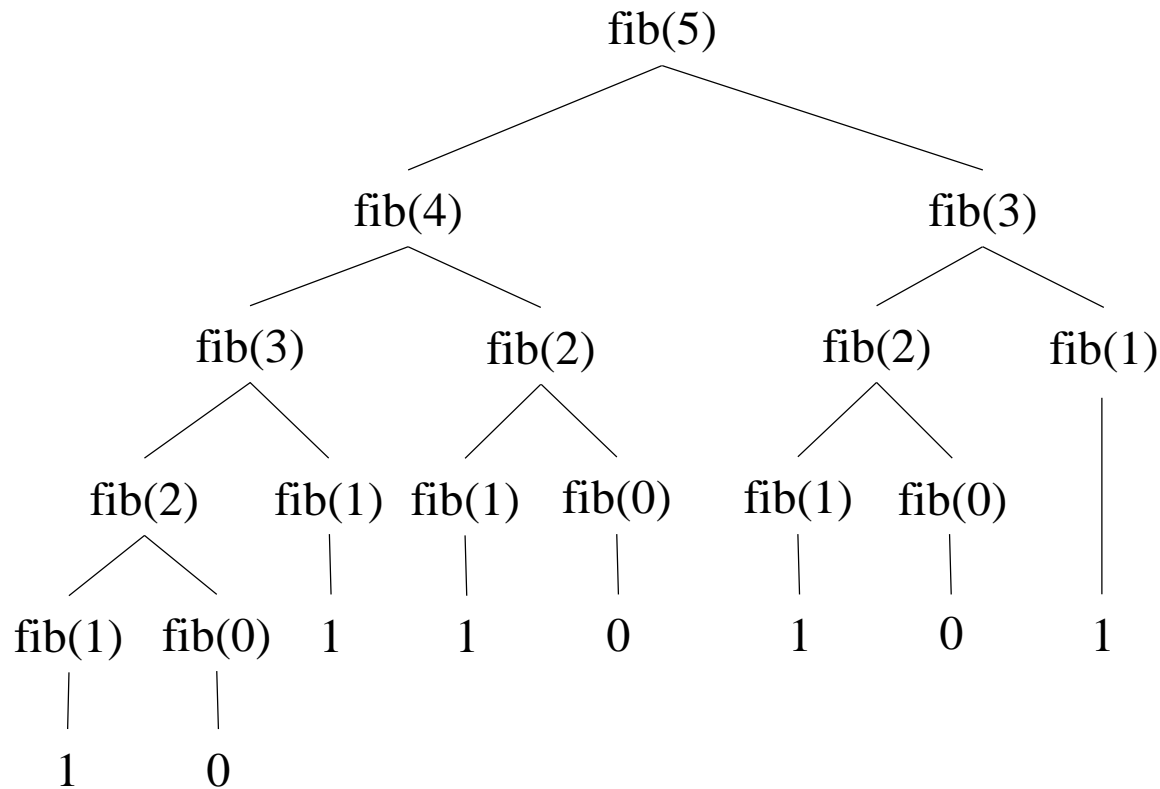 fib(5)
fib(4) fib(3)
fib(3) fib(2) fib(2) fib(1)
fib(2) fib(1) fib(1) fib(0) fib(1) fib(0)
fib(1) fib(0) 1 1 0 1 0 1
1 0